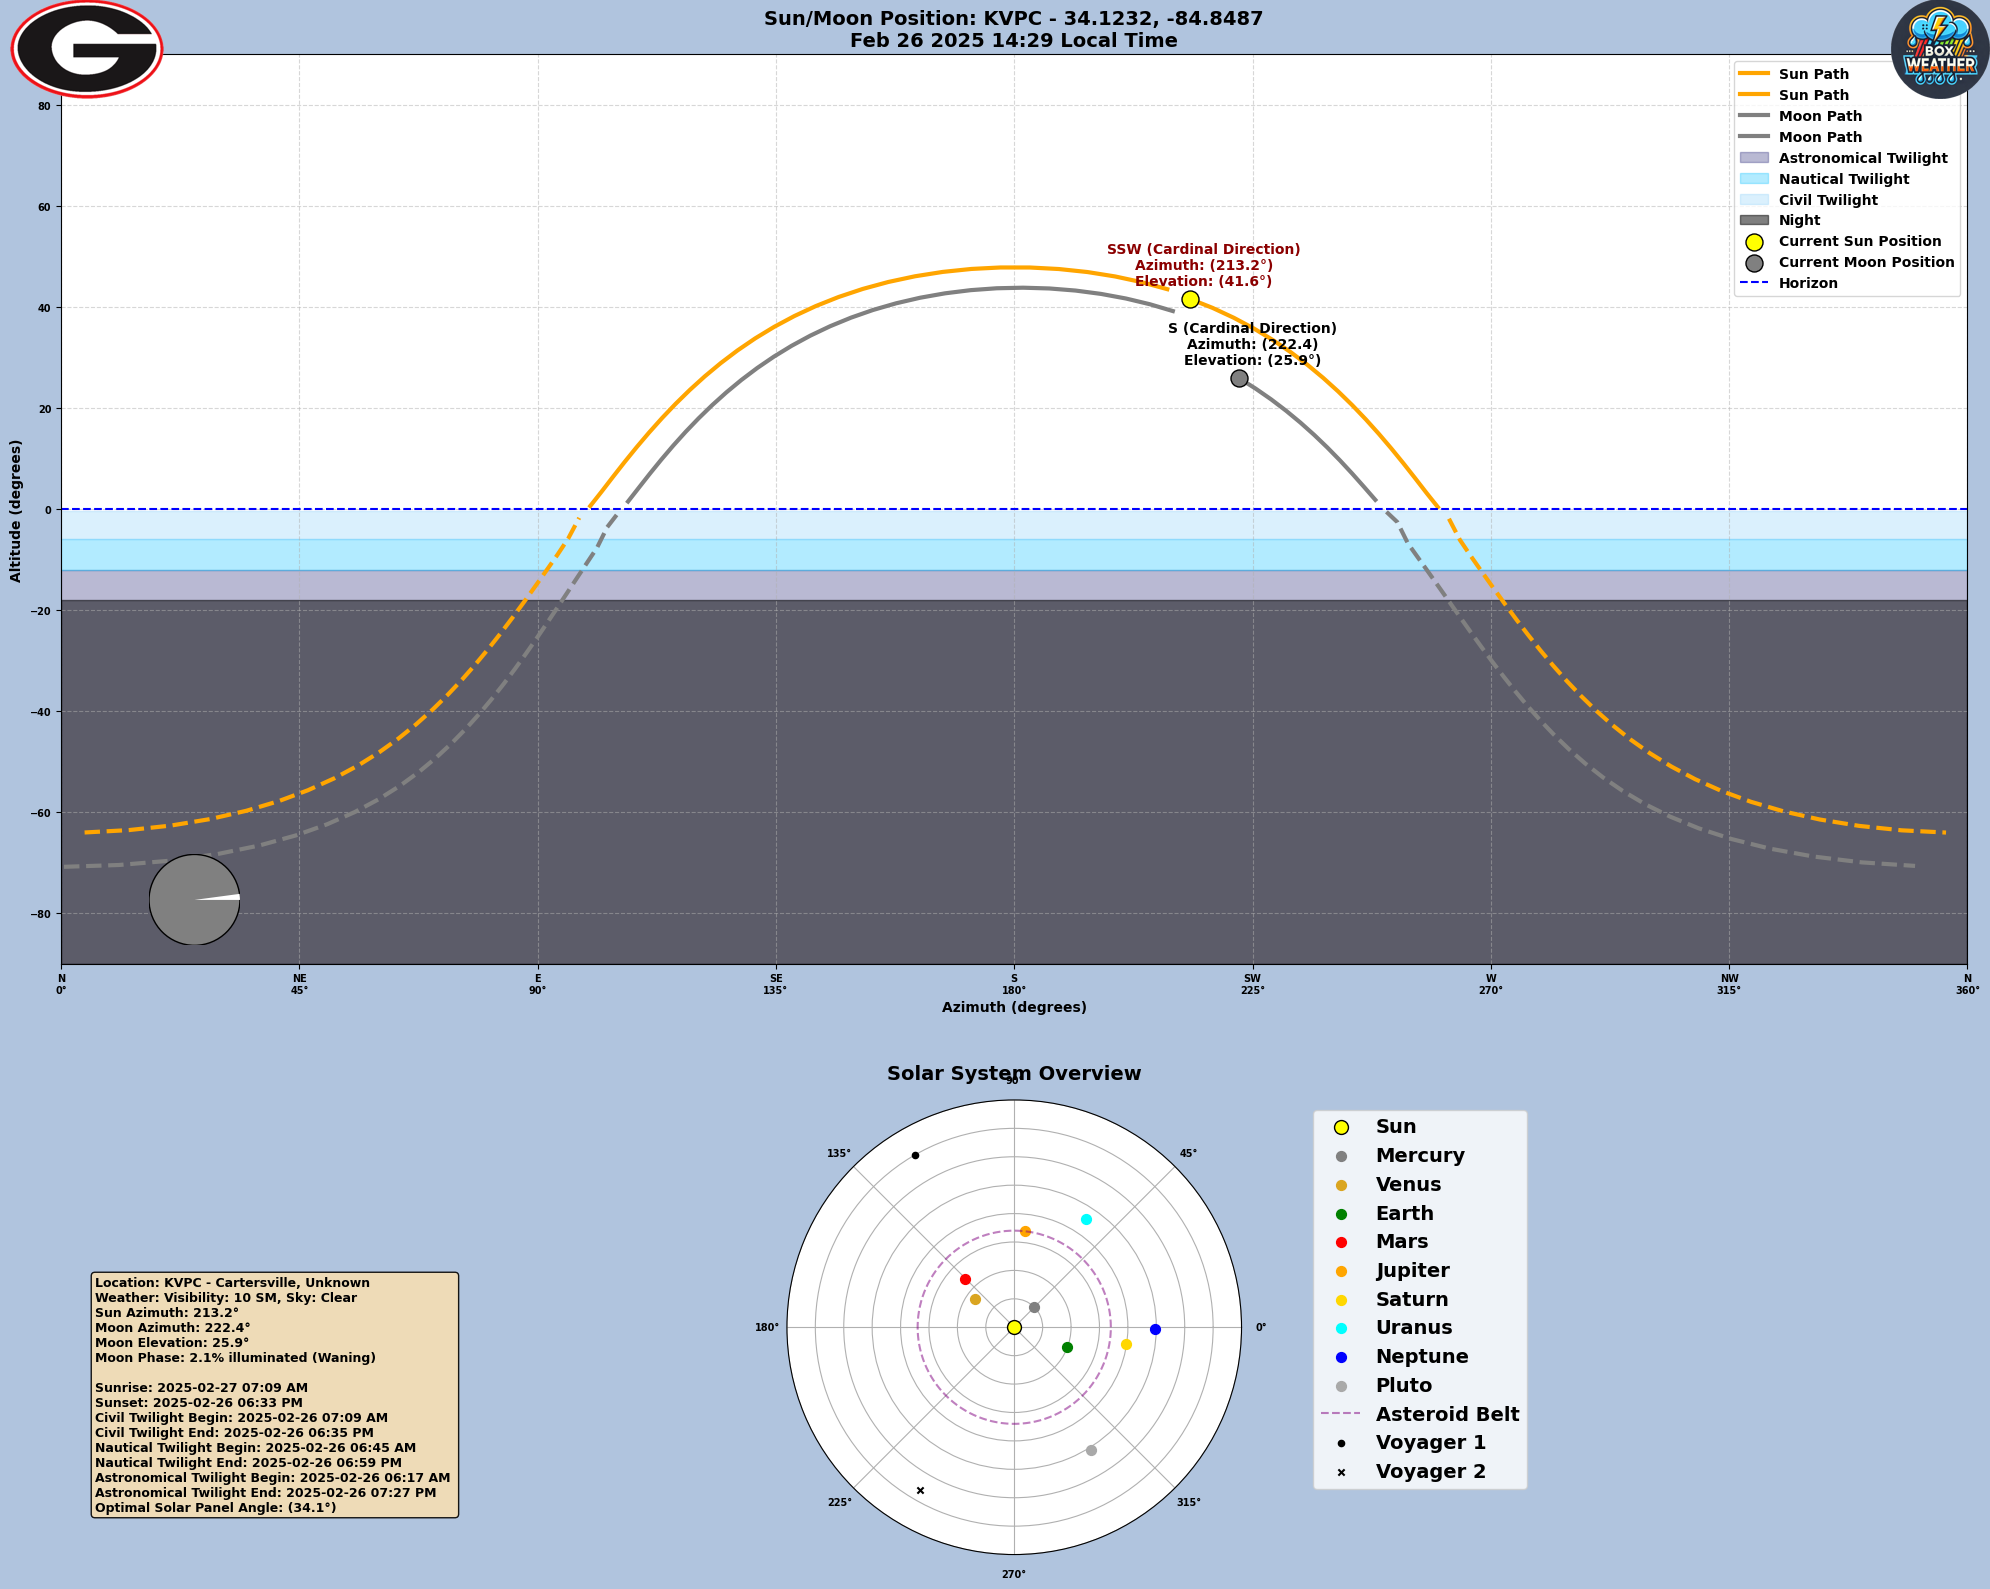 Sun/Moon Position: KVPC - 34.1232, -84.8487
Feb 26 2025 14:29 Local Time
G
BOX
WEATHER
Sun Path
Sun Path
Moon Path
Moon Path
Astronomical Twilight
Nautical Twilight
Civil Twilight
Night
Current Sun Position
Current Moon Position
Horizon
SSW (Cardinal Direction)
Azimuth: (213.2°)
Elevation: (41.6°)
S (Cardinal Direction)
Azimuth: (222.4)
Elevation: (25.9°)
Altitude (degrees)
80
60
40
20
0
−20
−40
−60
−80
N
0°
NE
45°
E
90°
SE
135°
S
180°
SW
225°
W
270°
NW
315°
N
360°
Azimuth (degrees)
Solar System Overview
90°
135°
45°
180°
0°
225°
315°
270°
Sun
Mercury
Venus
Earth
Mars
Jupiter
Saturn
Uranus
Neptune
Pluto
Asteroid Belt
Voyager 1
Voyager 2
Location: KVPC - Cartersville, Unknown
Weather: Visibility: 10 SM, Sky: Clear
Sun Azimuth: 213.2°
Moon Azimuth: 222.4°
Moon Elevation: 25.9°
Moon Phase: 2.1% illuminated (Waning)
Sunrise: 2025-02-27 07:09 AM
Sunset: 2025-02-26 06:33 PM
Civil Twilight Begin: 2025-02-26 07:09 AM
Civil Twilight End: 2025-02-26 06:35 PM
Nautical Twilight Begin: 2025-02-26 06:45 AM
Nautical Twilight End: 2025-02-26 06:59 PM
Astronomical Twilight Begin: 2025-02-26 06:17 AM
Astronomical Twilight End: 2025-02-26 07:27 PM
Optimal Solar Panel Angle: (34.1°)